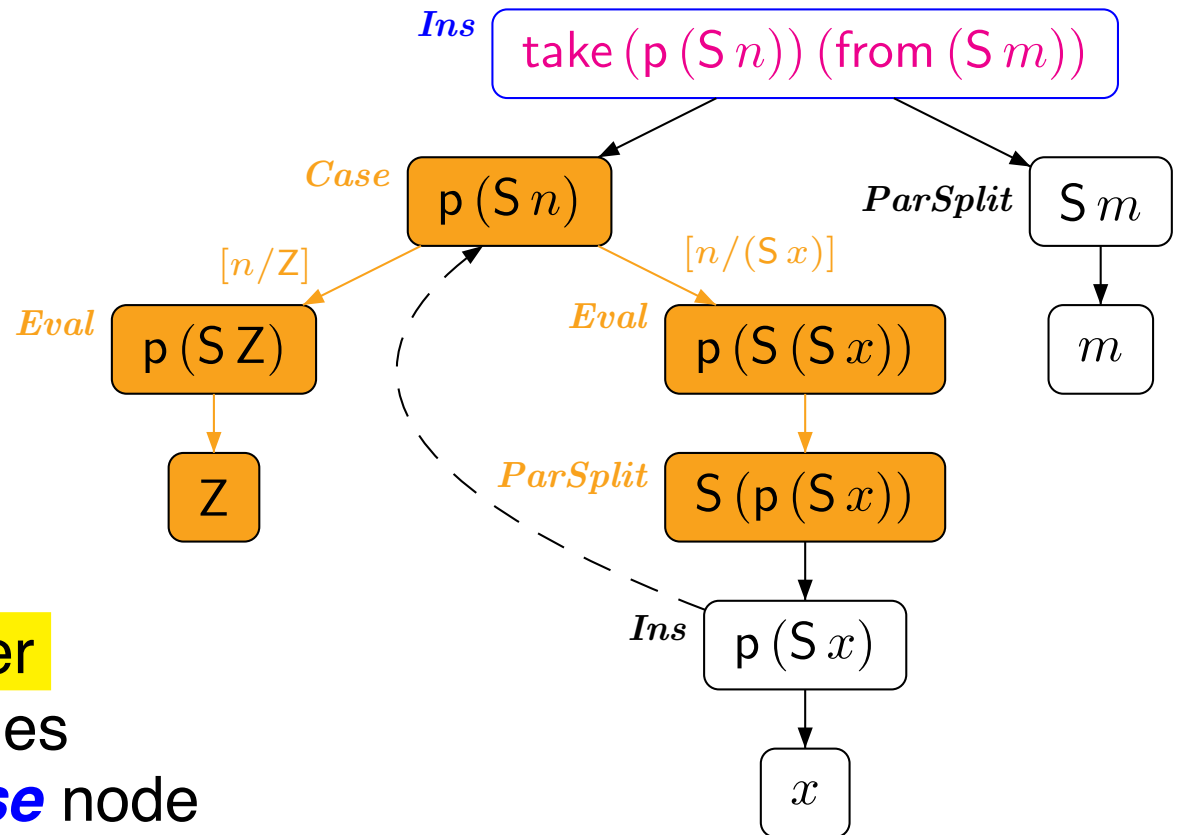 Ins
take (p (S n)) (from (S m))
Case
p (S n)
ParSplit
S m
[n/Z]
[n/(S x)]
Eval
p (S Z)
Eval
p (S (S x))
m
Z
ParSplit
S (p (S x))
Ins
p (S x)
x
er
es
se node